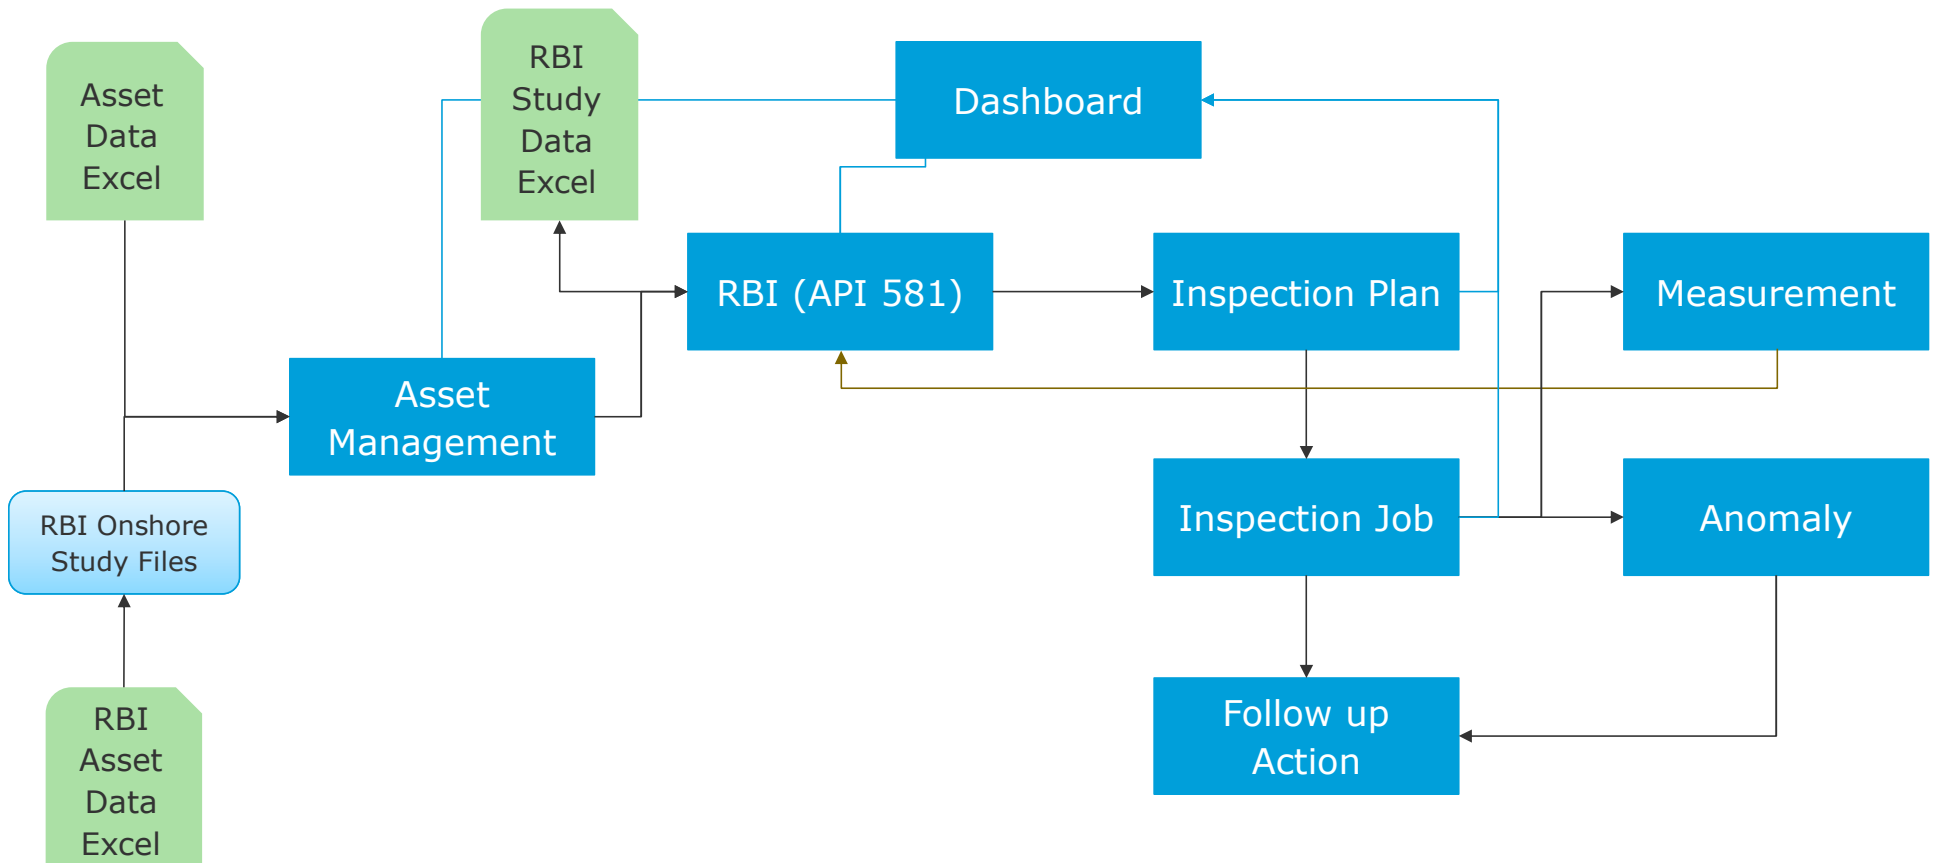 Asset
Data
Excel
RBI
Study
Data
Excel
Dashboard
RBI (API 581)
Inspection Plan
Measurement
Asset
Management
RBI Onshore
Study Files
Inspection Job
Anomaly
RBI
Asset
Data
Excel
Follow up
Action